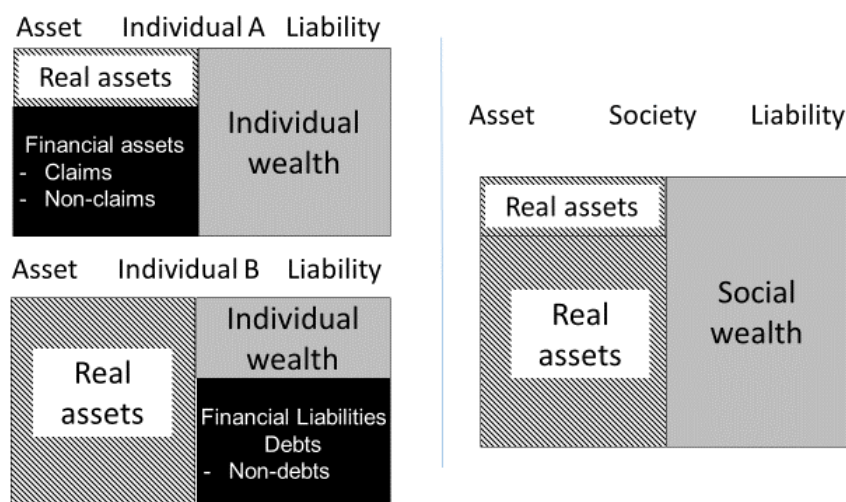 Asset Individual A Liability
Real assets
Financial assets
- Claims
- Non-claims
Individual
wealth
Asset Individual B Liability
Real
assets
Individual
wealth
Financial Liabilities
Debts
- Non-debts
Asset Society Liability
Real assets
Real
assets
Social
wealth